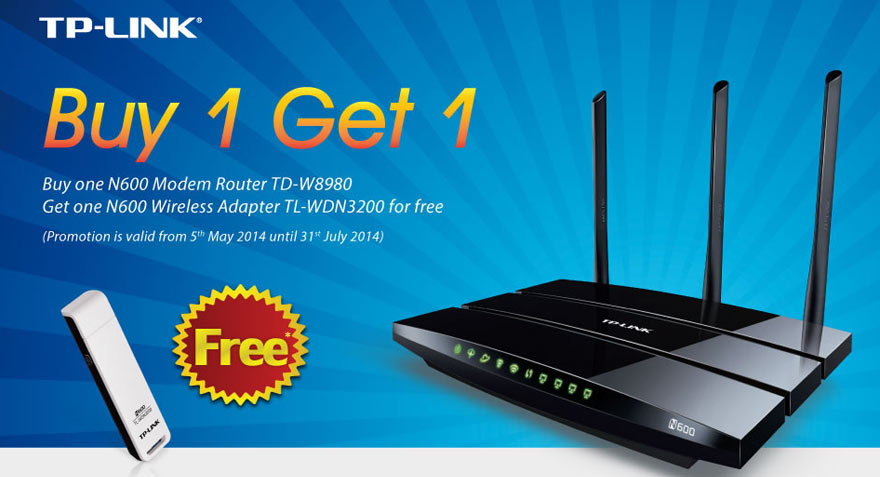 TP-LINK®
Buy 1 Get 1
Buy one N600 Modem Router TD-W8980
Get one N600 Wireless Adapter TL-WDN3200 for free
(Promotion is valid from 5th May 2014 until 31st July 2014)
Free*
TP-LINK
N600
N600
TP-LINK